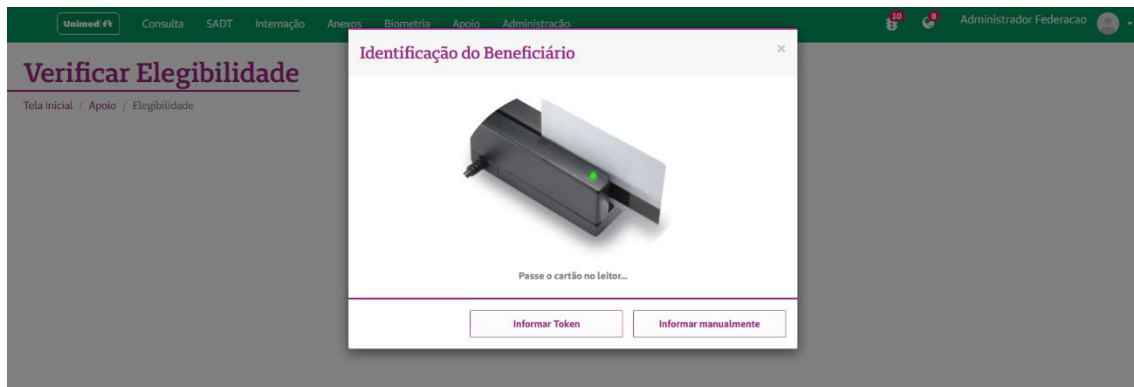 Unimed
Consulta SADT Internação Anexos Biometria Apoio Administração
10
Administrador Federacao
Verificar Elegibilidade
Tela Inicial / Apoio / Elegibilidade
Identificação do Beneficiário
×
Passe o cartão no leitor...
Informar Token
Informar manualmente